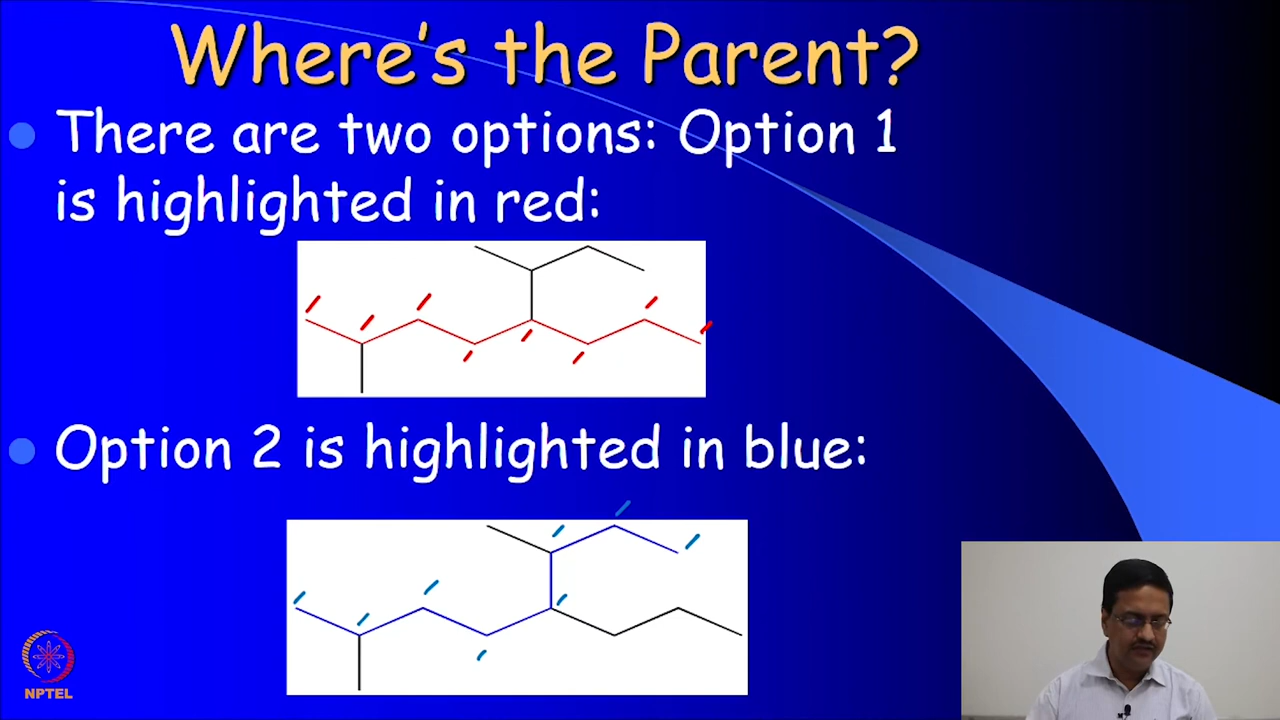 Where's the Parent?
There are two options: Option 1
is highlighted in red:
Option 2 is highlighted in blue:
NPTEL